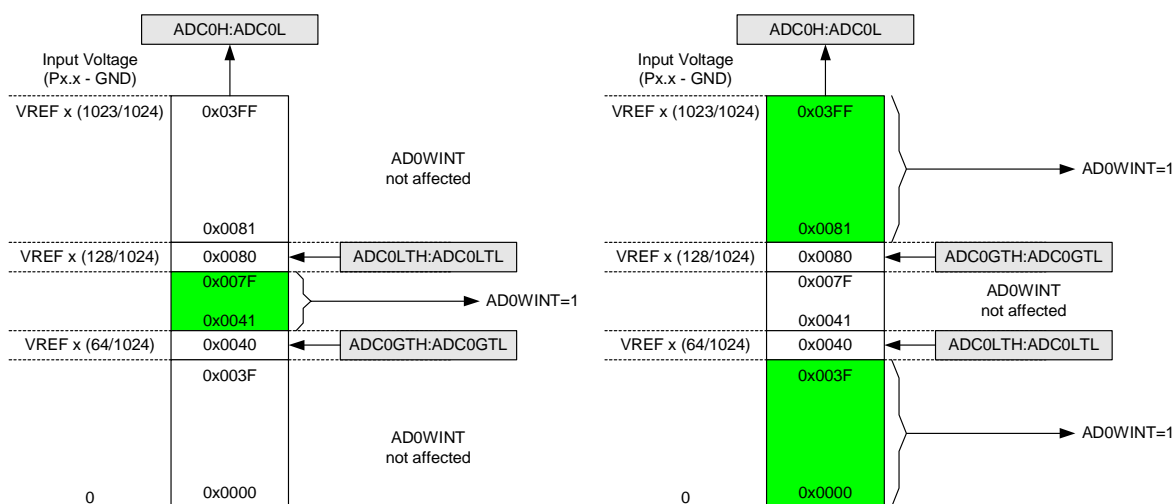 ADC0H:ADC0L
Input Voltage
(Px.x - GND)
VREF x (1023/1024)
0x03FF
AD0WINT
not affected
0x0081
VREF x (128/1024)
0x0080
ADC0LTH:ADC0LTL
0x007F
AD0WINT=1
0x0041
VREF x (64/1024)
0x0040
ADC0GTH:ADC0GTL
0x003F
AD0WINT
not affected
0
0x0000
ADC0H:ADC0L
Input Voltage
(Px.x - GND)
VREF x (1023/1024)
0x03FF
AD0WINT=1
0x0081
VREF x (128/1024)
0x0080
ADC0GTH:ADC0GTL
0x007F
AD0WINT
not affected
0x0041
VREF x (64/1024)
0x0040
ADC0LTH:ADC0LTL
0x003F
AD0WINT=1
0
0x0000